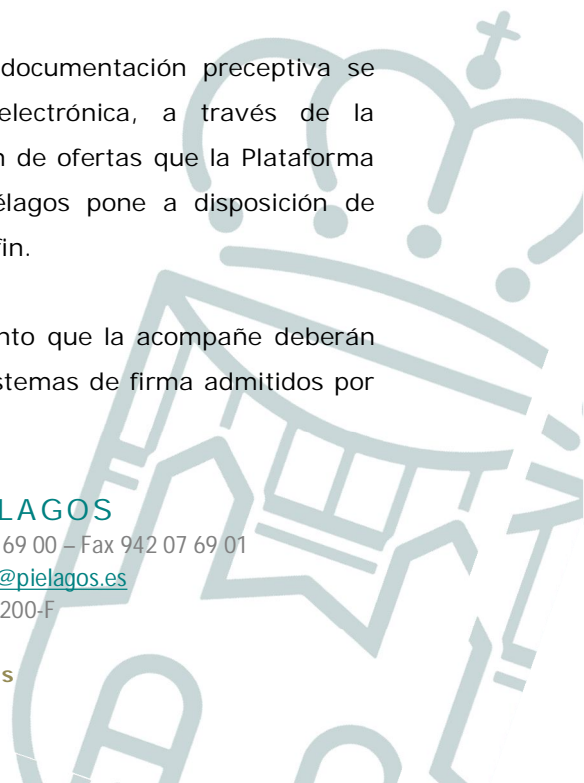 documentación preceptiva se
electrónica, a través de la
de ofertas que la Plataforma
élagos pone a disposición de
fin.
nto que la acompañe deberán
stemas de firma admitidos por
LAGOS
69 00 – Fax 942 07 69 01
@pielagos.es
200-F
s